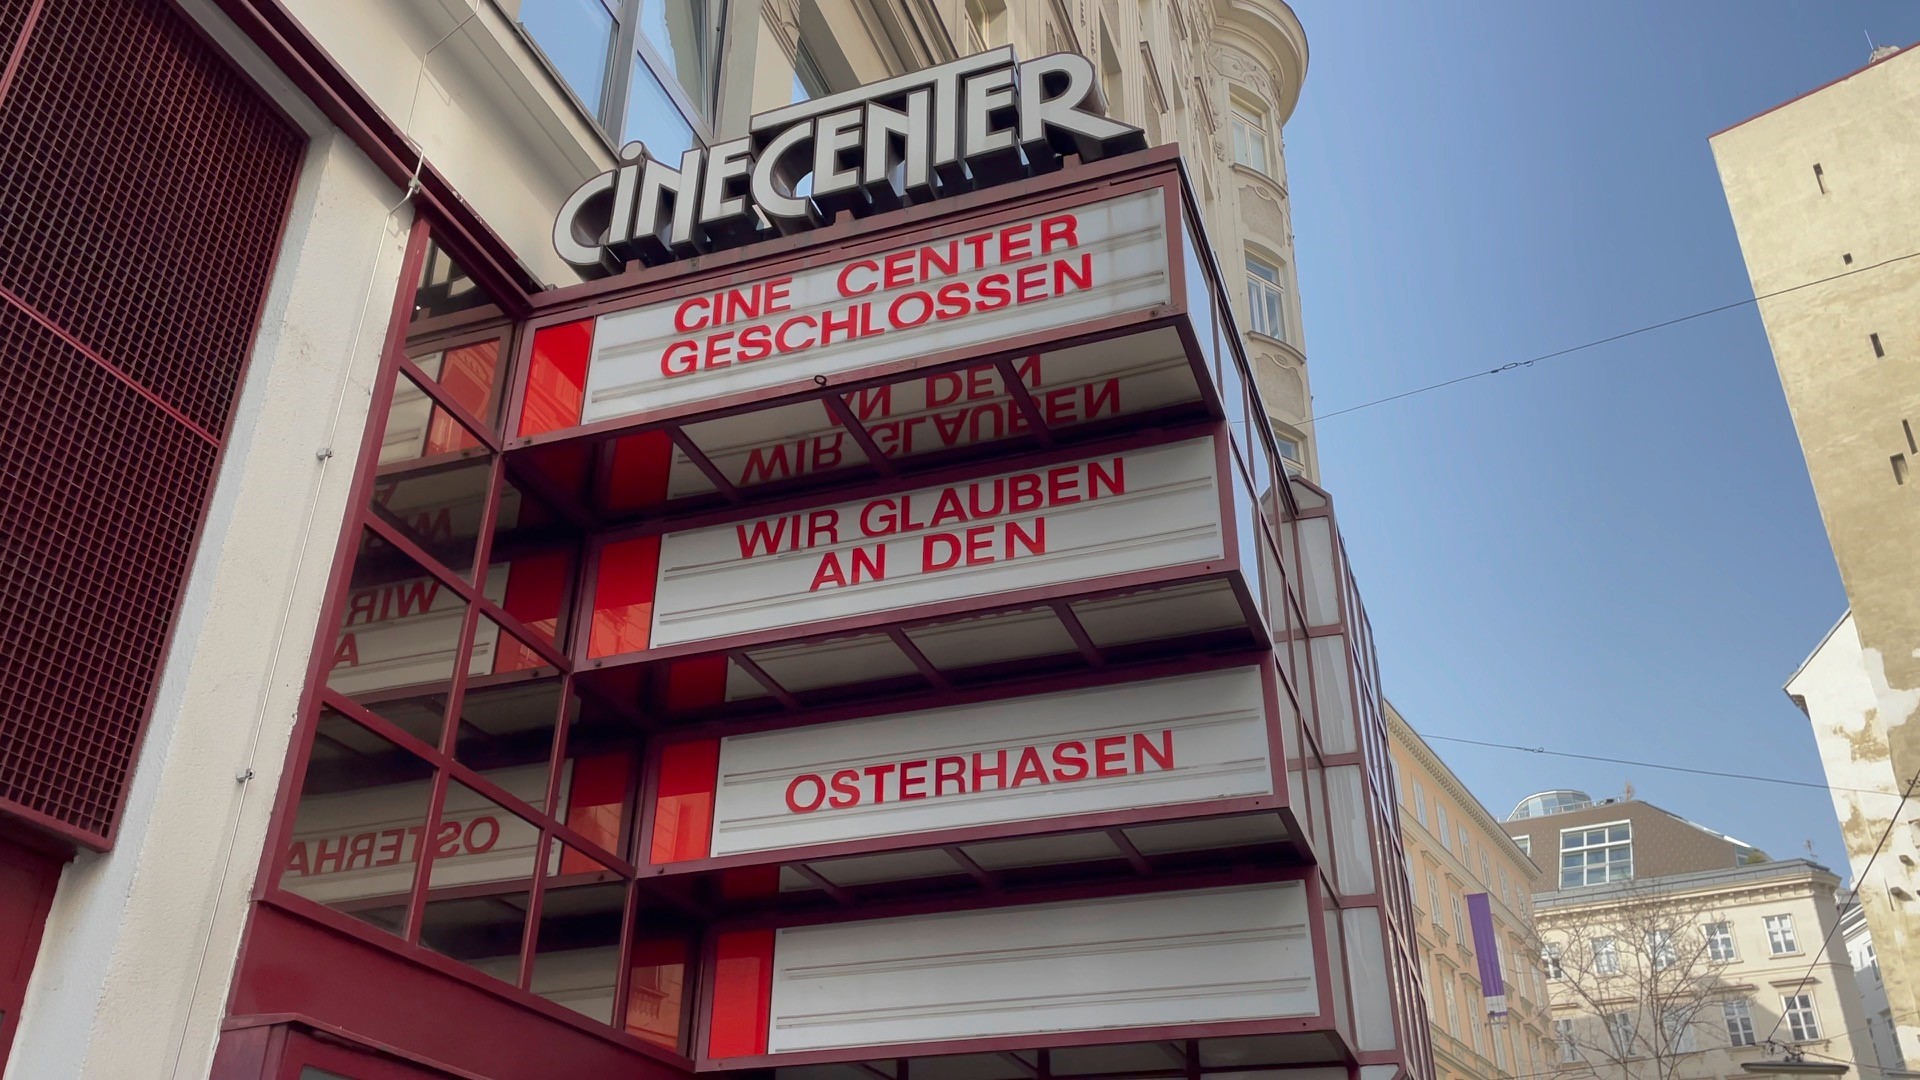 CINECENTER
CINE CENTER
GESCHLOSSEN
WIR GLAUBEN
AN DEN
OSTERHASEN